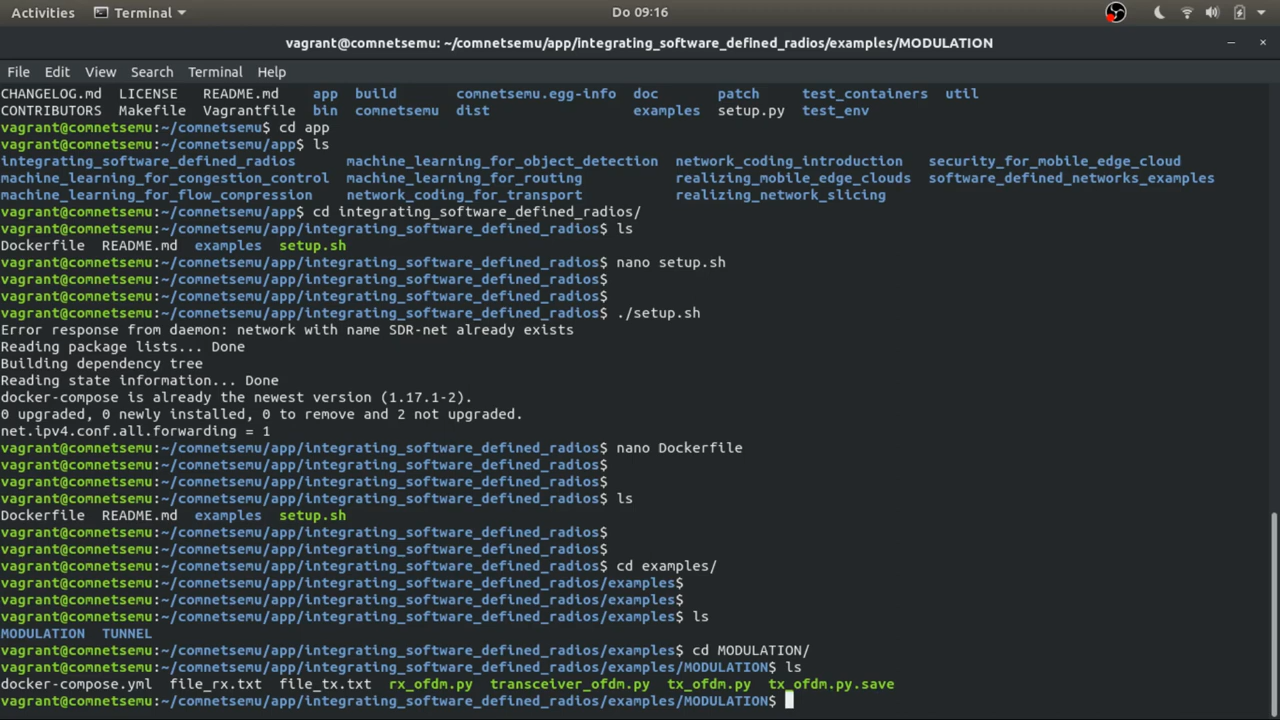 Activities Terminal Do 09:16
vagrant@comnetsemu: ~/comnetsemu/app/integrating_software_defined_radios/examples/MODULATION
File Edit View Search Terminal Help
CHANGELOG.md LICENSE README.md app build comnetsemu.egg-info doc patch test_containers util
CONTRIBUTORS Makefile Vagrantfile bin comnetsemu dist examples setup.py test_env
vagrant@comnetsemu:~/comnetsemu$ cd app
vagrant@comnetsemu:~/comnetsemu/app$ ls
integrating_software_defined_radios machine_learning_for_object_detection network_coding_introduction security_for_mobile_edge_cloud
machine_learning_for_congestion_control machine_learning_for_routing realizing_mobile_edge_clouds software_defined_networks_examples
machine_learning_for_flow_compression network_coding_for_transport realizing_network_slicing
vagrant@comnetsemu:~/comnetsemu/app$ cd integrating_software_defined_radios/
vagrant@comnetsemu:~/comnetsemu/app/integrating_software_defined_radios$ ls
Dockerfile README.md examples setup.sh
vagrant@comnetsemu:~/comnetsemu/app/integrating_software_defined_radios$ nano setup.sh
vagrant@comnetsemu:~/comnetsemu/app/integrating_software_defined_radios$
vagrant@comnetsemu:~/comnetsemu/app/integrating_software_defined_radios$
vagrant@comnetsemu:~/comnetsemu/app/integrating_software_defined_radios$ ./setup.sh
Error response from daemon: network with name SDR-net already exists
Reading package lists... Done
Building dependency tree
Reading state information... Done
docker-compose is already the newest version (1.17.1-2).
0 upgraded, 0 newly installed, 0 to remove and 2 not upgraded.
net.ipv4.conf.all.forwarding = 1
vagrant@comnetsemu:~/comnetsemu/app/integrating_software_defined_radios$ nano Dockerfile
vagrant@comnetsemu:~/comnetsemu/app/integrating_software_defined_radios$
vagrant@comnetsemu:~/comnetsemu/app/integrating_software_defined_radios$
vagrant@comnetsemu:~/comnetsemu/app/integrating_software_defined_radios$ ls
Dockerfile README.md examples setup.sh
vagrant@comnetsemu:~/comnetsemu/app/integrating_software_defined_radios$
vagrant@comnetsemu:~/comnetsemu/app/integrating_software_defined_radios$
vagrant@comnetsemu:~/comnetsemu/app/integrating_software_defined_radios$ cd examples/
vagrant@comnetsemu:~/comnetsemu/app/integrating_software_defined_radios/examples$
vagrant@comnetsemu:~/comnetsemu/app/integrating_software_defined_radios/examples$
vagrant@comnetsemu:~/comnetsemu/app/integrating_software_defined_radios/examples$ ls
MODULATION TUNNEL
vagrant@comnetsemu:~/comnetsemu/app/integrating_software_defined_radios/examples$ cd MODULATION/
vagrant@comnetsemu:~/comnetsemu/app/integrating_software_defined_radios/examples/MODULATION$ ls
docker-compose.yml file_rx.txt file_tx.txt rx_ofdm.py transceiver_ofdm.py tx_ofdm.py tx_ofdm.py.save
vagrant@comnetsemu:~/comnetsemu/app/integrating_software_defined_radios/examples/MODULATION$